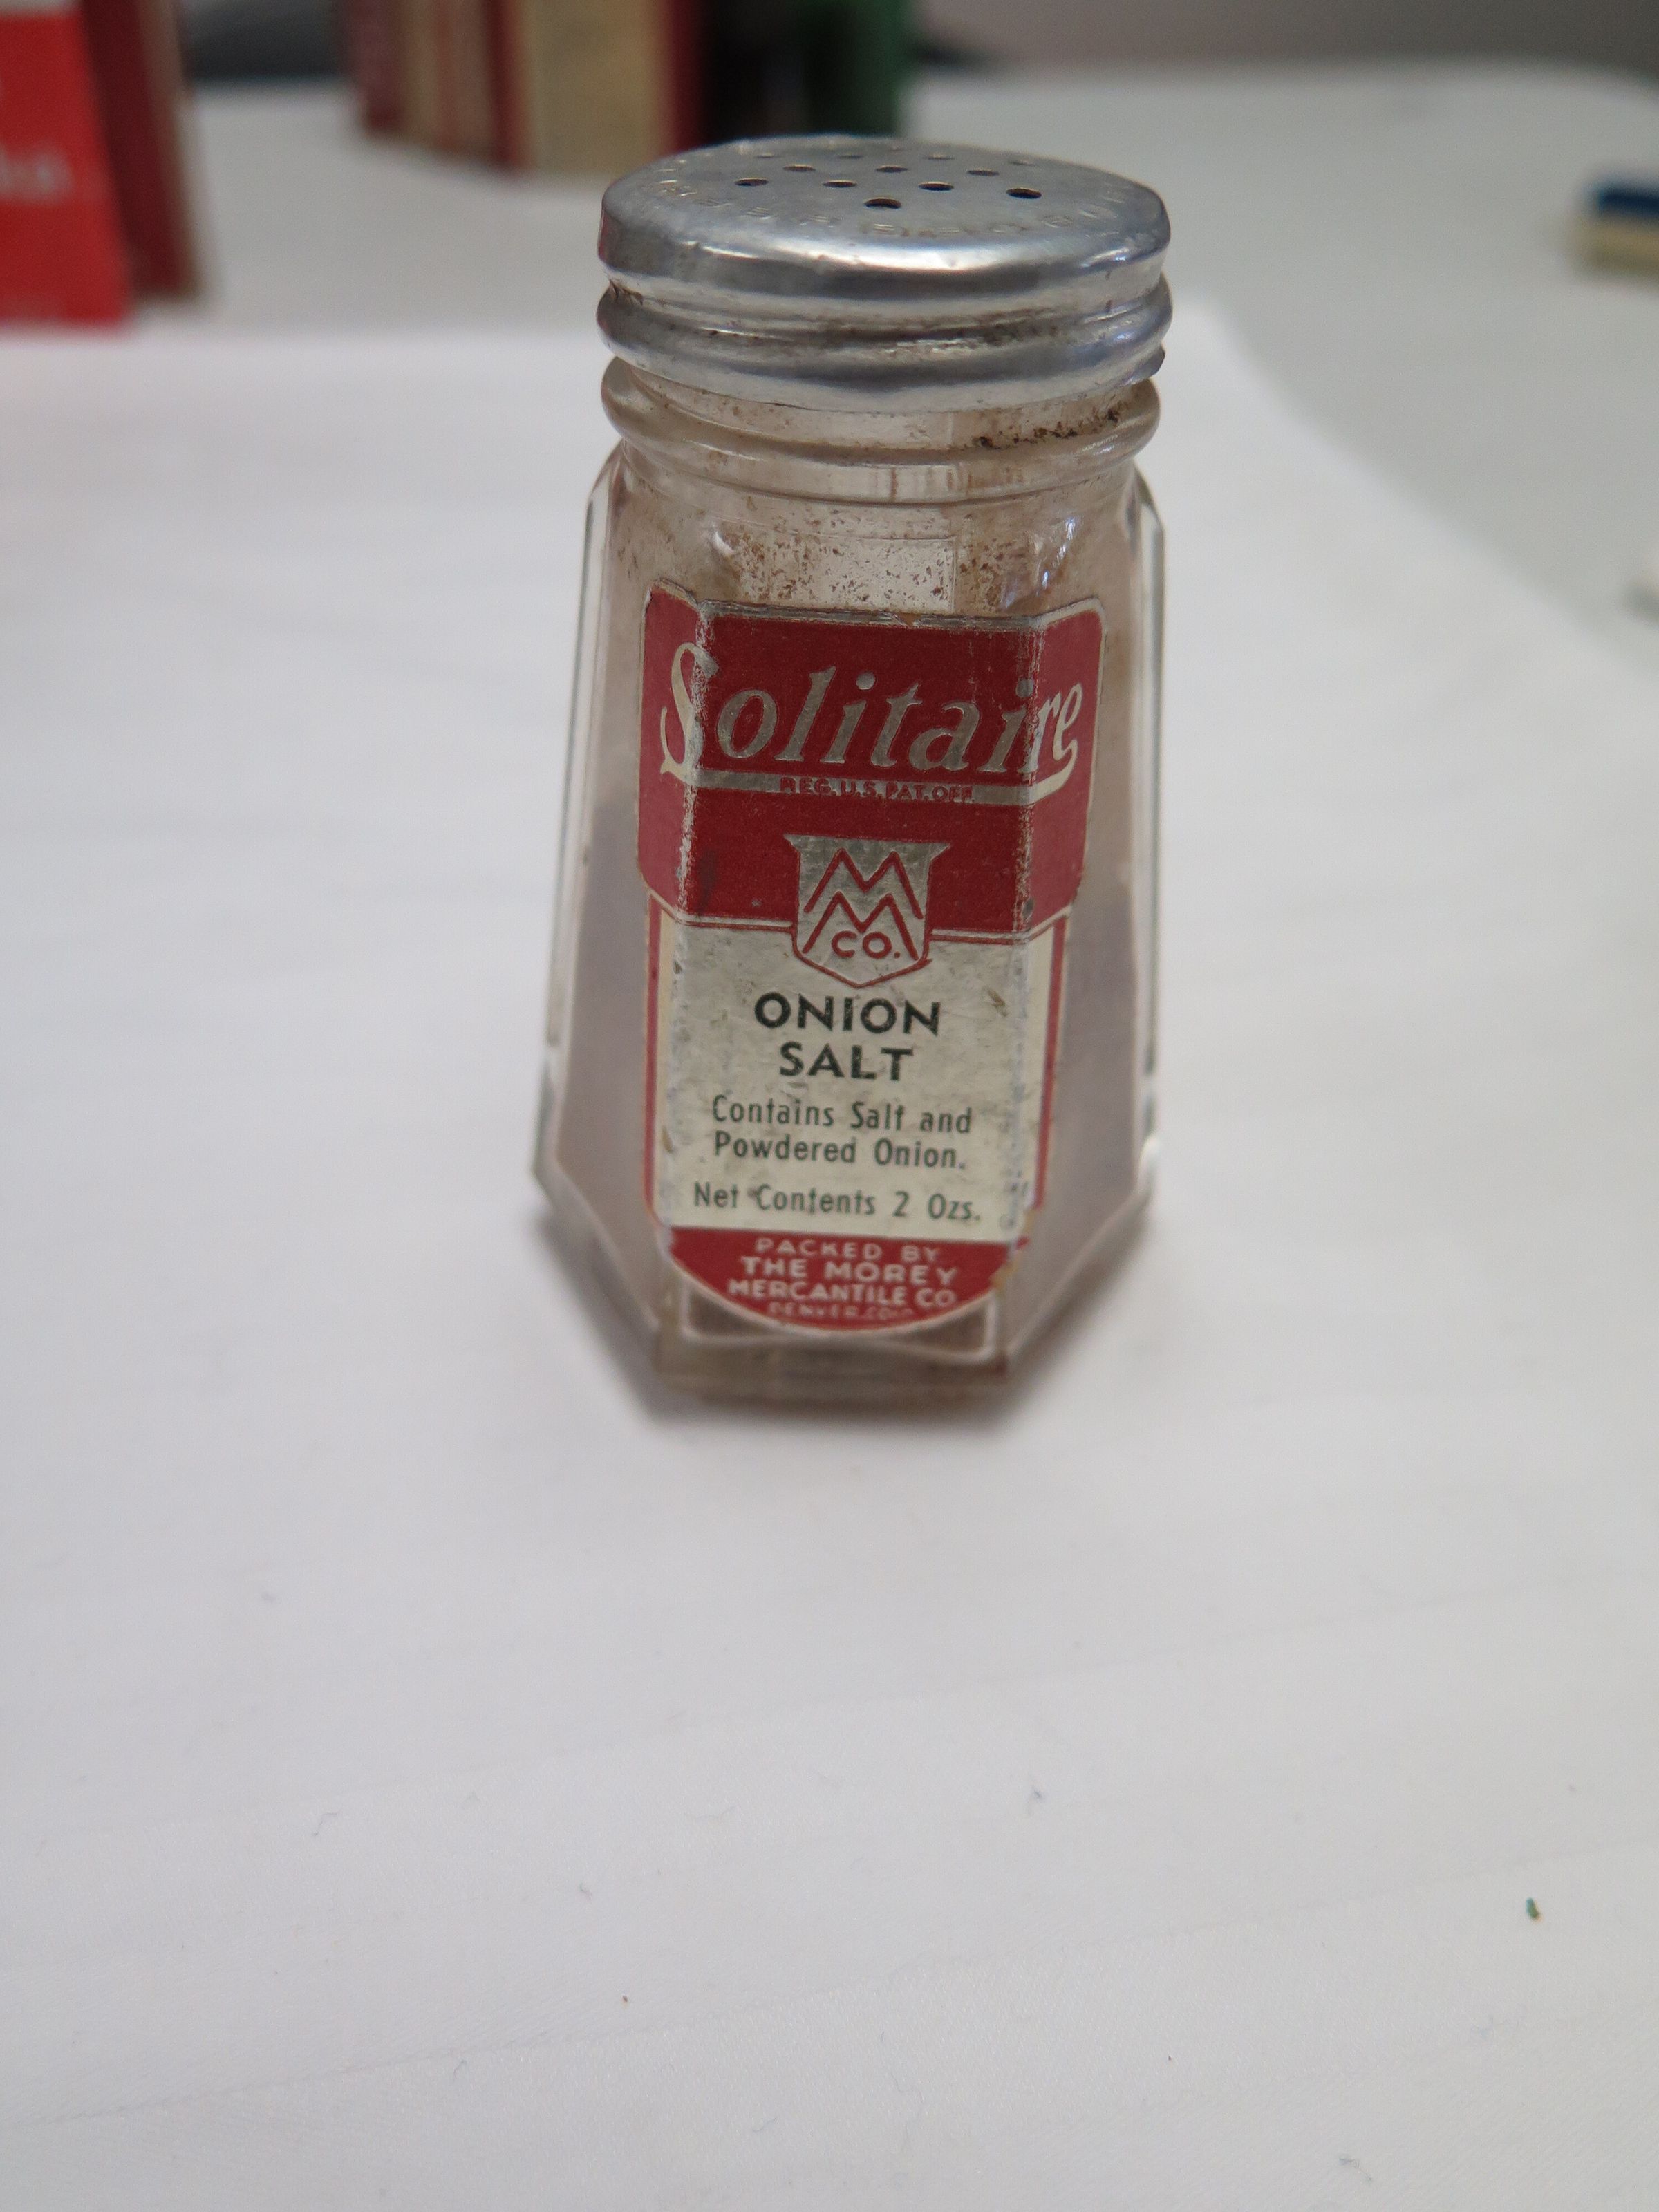 Solitaire
REG. U.S. PAT. OFF.
MM
CO.
ONION
SALT
Contains Salt and
Powdered Onion.
Net Contents 2 Ozs.
PACKED BY
THE MOREY
MERCANTILE CO.
DENVER, COLO.